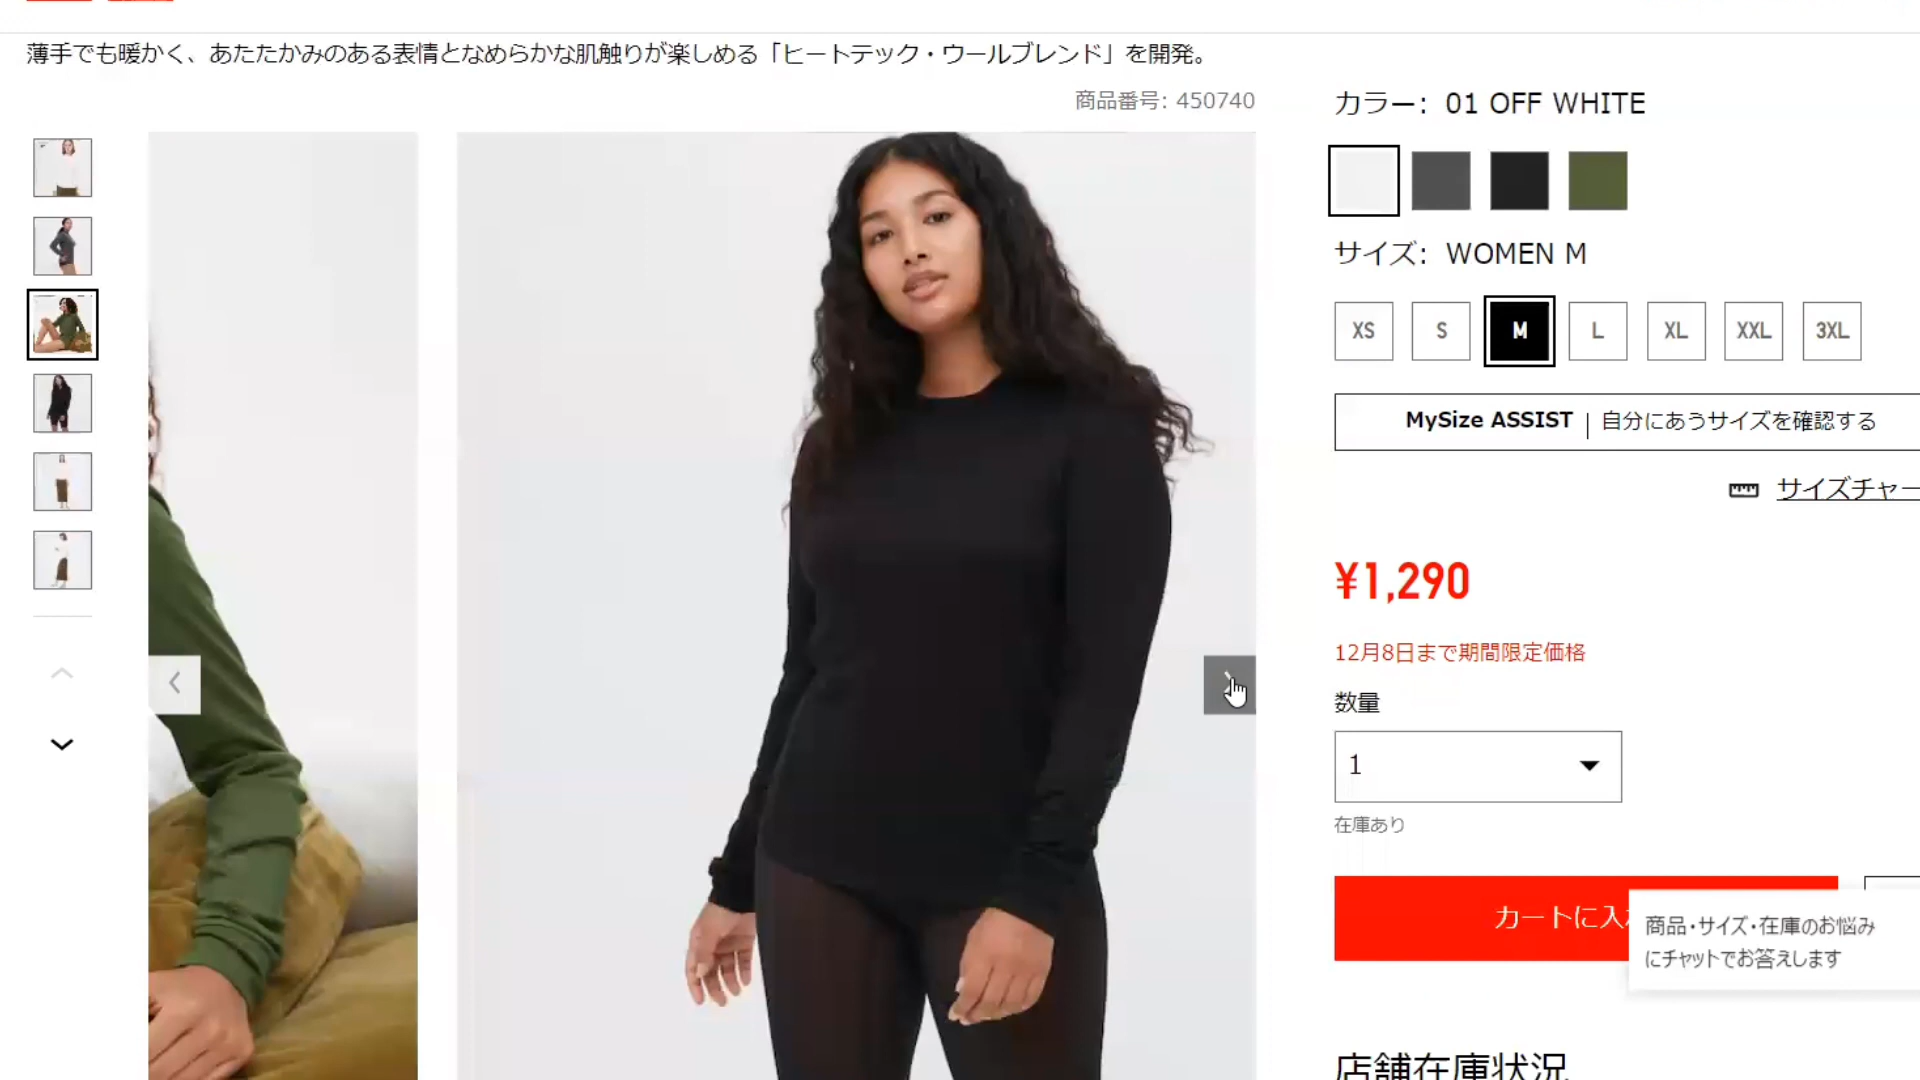 薄手でも暖かく、あたたかみのある表情となめらかな肌触りが楽しめる「ヒートテック・ウールブレンド」を開発。
商品番号: 450740
カラー: 01 OFF WHITE
サイズ: WOMEN M
XS S M L XL XXL 3XL
MySize ASSIST | 自分にあうサイズを確認する
サイズチャー
¥1,290
12月8日まで期間限定価格
数量
1
在庫あり
カートに入
商品・サイズ・在庫のお悩み
にチャットでお答えします
店舗在庫状況